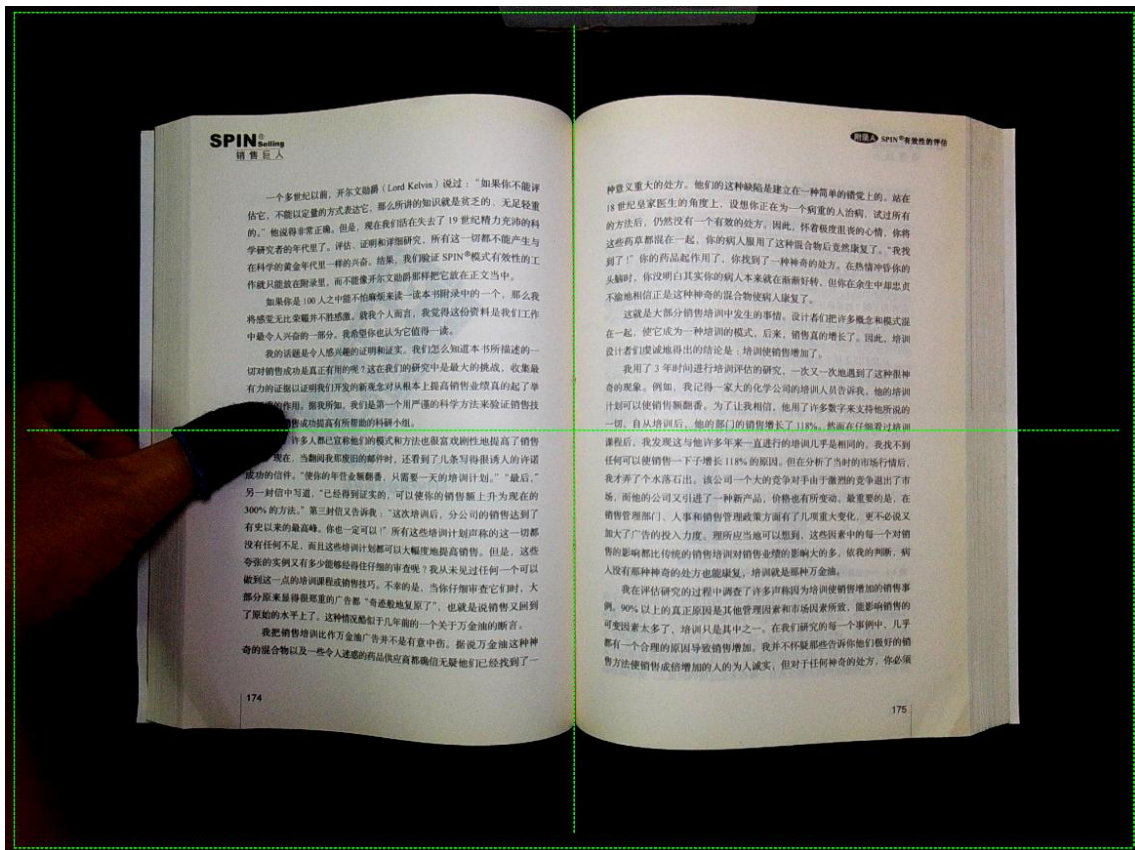 SPIN®
Selling
销售巨人
一个多世纪以前，开尔文勋爵（Lord Kelvin）说过：“如果你不能评
估它，不能以定量的方式表达它，那么所讲的知识就是贫乏的、无足轻重
的。”他说得非常正确。但是，现在我们活在失去了19世纪精力充沛的科
学研究者的年代里了。评估、证明和详细研究，所有这一切都不能产生与
在科学的黄金年代里一样的兴奋。结果，我们验证SPIN®模式有效性的工
作就只能放在附录里，而不能像开尔文勋爵那样把它放在正文当中。
如果你是100人之中能不怕麻烦来读一读本书附录中的一个，那么我
将感觉无比荣耀并不胜感激。就我个人而言，我觉得这份资料是我们工作
中最令人兴奋的一部分。我希望你也认为它值得一读。
我的话题是令人感兴趣的证明和证实。我们怎么知道本书所描述的一
切对销售成功是真正有用的呢？这在我们的研究中是最大的挑战，收集最
有力的证据以证明我们开发的新观念对从根本上提高销售业绩真的起了举
的作用。据我所知，我们是第一个用严谨的科学方法来验证销售技
售成功提高有所帮助的科研小组。
许多人都已宣称他们的模式和方法也很富戏剧性地提高了销售
现在，当翻阅我那废旧的邮件时，还看到了几条写得很诱人的许诺
成功的信件。“使你的年营业额翻番，只需要一天的培训计划。”“最后，”
另一封信中写道，“已经得到证实的，可以使你的销售额上升为现在的
300%的方法。”第三封信又告诉我：“这次培训后，分公司的销售达到了
有史以来的最高峰。你也一定可以！”所有这些培训计划声称的这一切都
没有任何不足，而且这些培训计划都可以大幅度地提高销售。但是，这些
夸张的实例又有多少能够经得住仔细的审查呢？我从未见过任何一个可以
做到这一点的培训课程或销售技巧。不幸的是，当你仔细审查它们时，大
部分原来显得很郑重的广告都“奇迹般地复原了”，也就是说销售又回到
了原始的水平上了。这种情况酷似于几年前的一个关于万金油的断言。
我把销售培训比作万金油广告并不是有意中伤。据说万金油这种神
奇的混合物以及一些令人迷惑的药品供应商都确信无疑他们已经找到了一
174
附录A SPIN®有效性的评估
种意义重大的处方。他们的这种缺陷是建立在一种简单的错觉上的。站在
18世纪皇家医生的角度上，设想你正在为一个病重的人治病，试过所有
的方法后，仍然没有一个有效的处方。因此，怀着极度沮丧的心情，你将
这些药草都混在一起，你的病人服用了这种混合物后竟然康复了。“我找
到了！”你的药品起作用了，你找到了一种神奇的处方。在热情冲昏你的
头脑时，你没明白其实你的病人本来就在渐渐好转，但你在余生中却忠贞
不渝地相信正是这种神奇的混合物使病人康复了。
这就是大部分销售培训中发生的事情。设计者们把许多概念和模式混
在一起，使它成为一种培训的模式，后来，销售真的增长了。因此，培训
设计者们虔诚地得出的结论是：培训使销售增加了。
我用了3年时间进行培训评估的研究，一次又一次地遇到了这种很神
奇的现象。例如，我记得一家大的化学公司的培训人员告诉我，他的培训
计划可以使销售额翻番。为了让我相信，他用了许多数字来支持他所说的
一切。自从培训后，他的部门的销售增长了118%。然而在仔细看过培训
课程后，我发现这与他许多年来一直进行的培训几乎是相同的。我找不到
任何可以使销售一下子增长118%的原因。但在分析了当时的市场行情后，
我才弄了个水落石出。该公司一个大的竞争对手由于激烈的竞争退出了市
场，而他的公司又引进了一种新产品，价格也有所变动。最重要的是，在
销售管理部门、人事和销售管理政策方面有了几项重大变化，更不必说又
加大了广告的投入力度。理所应当地可以想到，这些因素中的每一个对销
售的影响都比传统的销售培训对销售业绩的影响大的多。依我的判断，病
人没有那种神奇的处方也能康复，培训就是那种万金油。
我在评估研究的过程中调查了许多声称因为培训使销售增加的销售事
例。90%以上的真正原因是其他管理因素和市场因素所致，能影响销售的
可变因素太多了，培训只是其中之一。在我们研究的每一个事例中，几乎
都有一个合理的原因导致销售增加。我并不怀疑那些告诉你他们极好的销
售方法使销售成倍增加的人的为人诚实，但对于任何神奇的处方，你必须
175